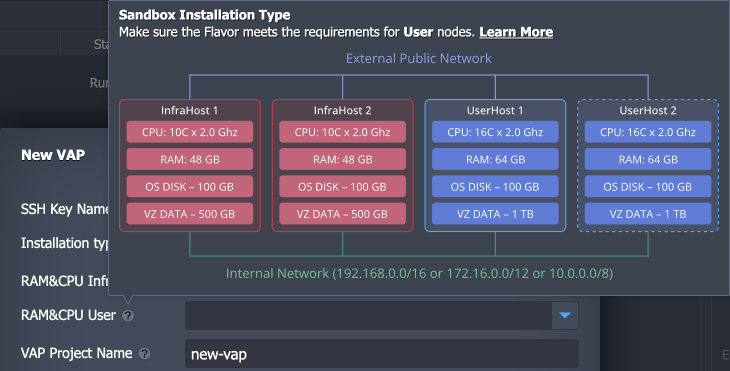 Sandbox Installation Type
Make sure the Flavor meets the requirements for User nodes. Learn More
External Public Network
InfraHost 1
CPU: 10C x 2.0 Ghz
RAM: 48 GB
OS DISK – 100 GB
VZ DATA – 500 GB
InfraHost 2
CPU: 10C x 2.0 Ghz
RAM: 48 GB
OS DISK – 100 GB
VZ DATA – 500 GB
UserHost 1
CPU: 16C x 2.0 Ghz
RAM: 64 GB
OS DISK – 100 GB
VZ DATA – 1 TB
UserHost 2
CPU: 16C x 2.0 Ghz
RAM: 64 GB
OS DISK – 100 GB
VZ DATA – 1 TB
Internal Network (192.168.0.0/16 or 172.16.0.0/12 or 10.0.0.0/8)
New VAP
SSH Key Name
Installation typ
RAM&CPU Infr
RAM&CPU User ?
VAP Project Name ? new-vap